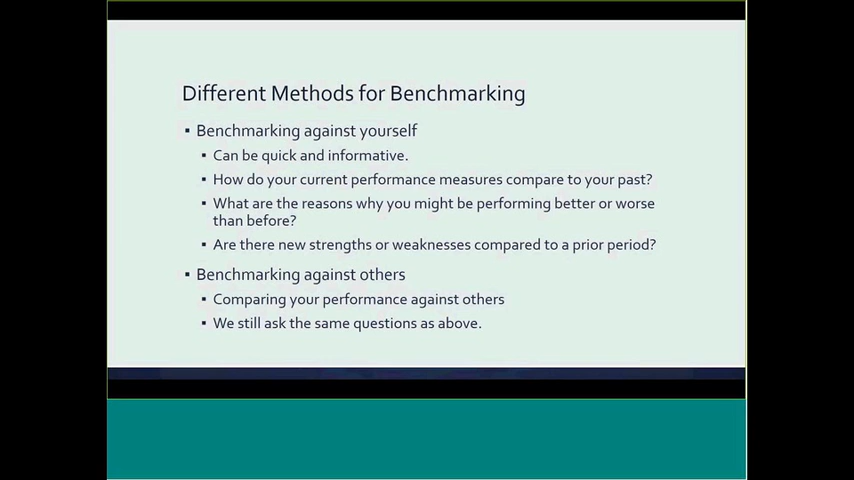 Different Methods for Benchmarking
▪ Benchmarking against yourself
▪ Can be quick and informative.
▪ How do your current performance measures compare to your past?
▪ What are the reasons why you might be performing better or worse
than before?
▪ Are there new strengths or weaknesses compared to a prior period?
▪ Benchmarking against others
▪ Comparing your performance against others
▪ We still ask the same questions as above.